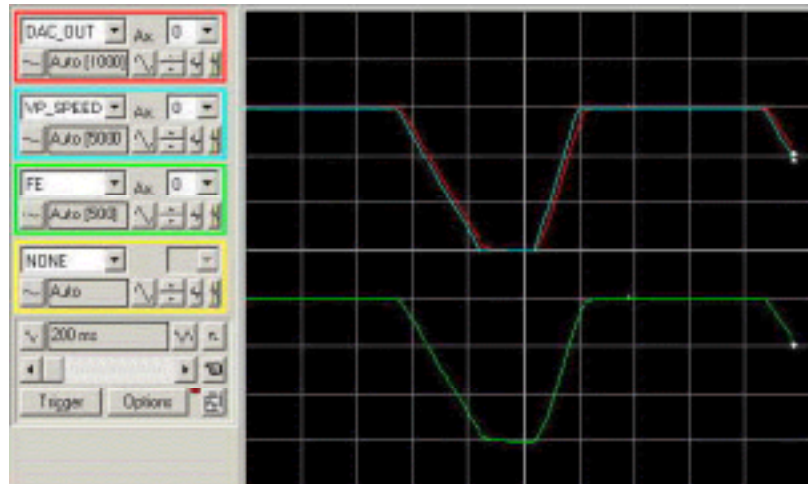 DAC_OUT Ax: 0
Auto [1000]
VP_SPEED Ax: 0
Auto [5000
FE Ax: 0
Auto [500]
NONE
Auto
200 ms
Trigger Options